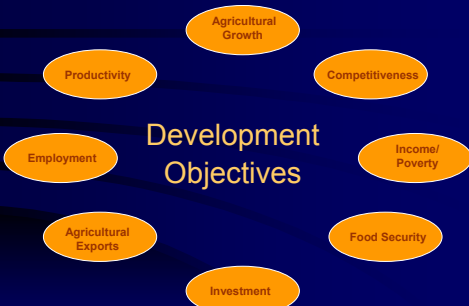 Agricultural
Growth
Productivity
Competitiveness
Development
Objectives
Employment
Income/
Poverty
Agricultural
Exports
Food Security
Investment